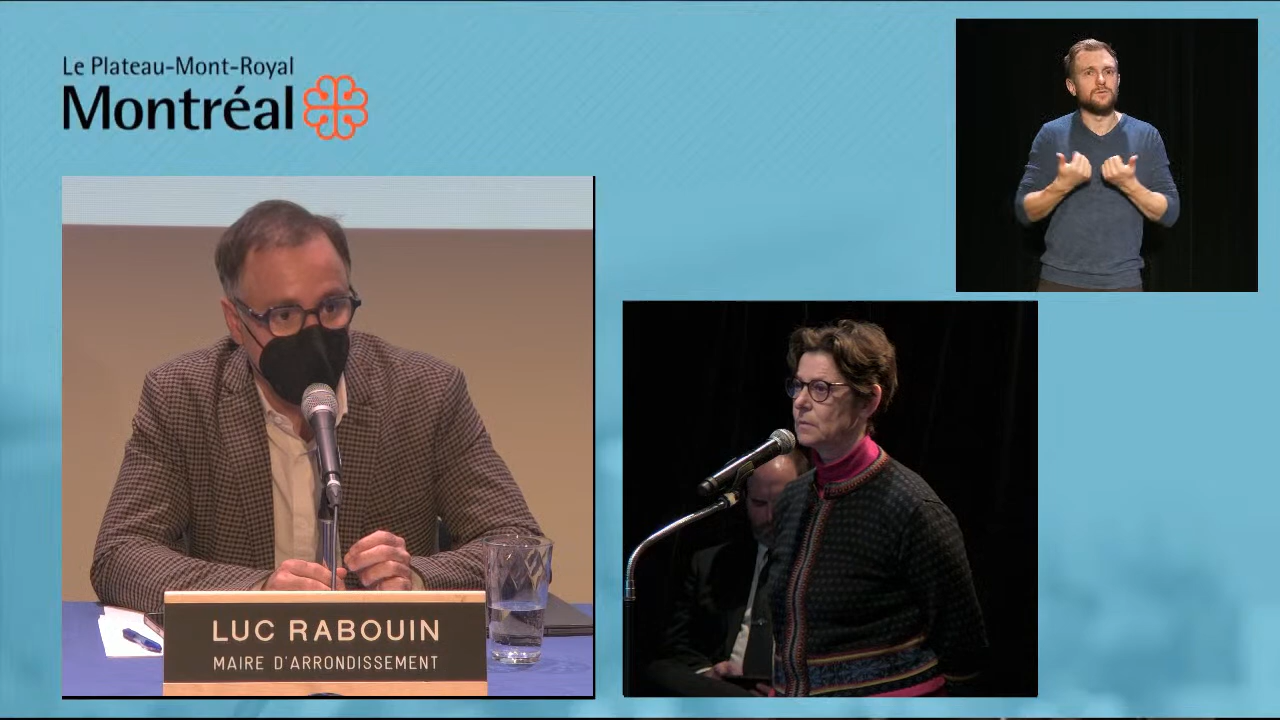 Le Plateau-Mont-Royal
Montréal
LUC RABOUIN
MAIRE D'ARRONDISSEMENT